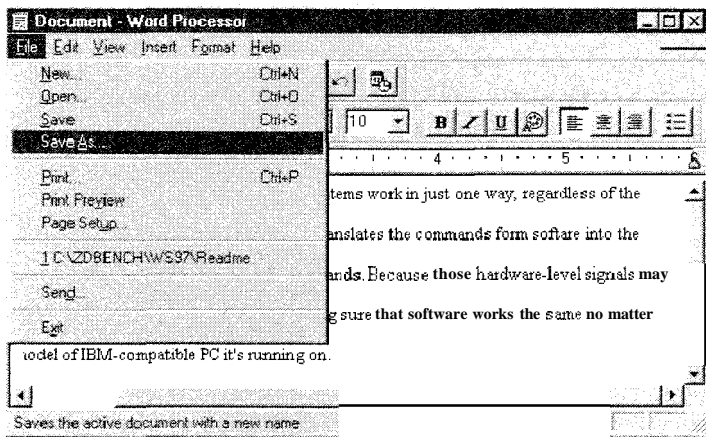 Document - Word Processor
File Edit View Insert Format Help
New... Ctrl+N
Open... Ctrl+O
Save Ctrl+S
Save As...
Print... Ctrl+P
Print Preview
Page Setup...
1 C:\ZDBENCH\WS97\Readme
Send...
Exit
10 B I U
4 5
tems work in just one way, regardless of the
anslates the commands form softare into the
ands. Because those hardware-level signals may
g sure that software works the same no matter
model of IBM-compatible PC it's running on.
Saves the active document with a new name